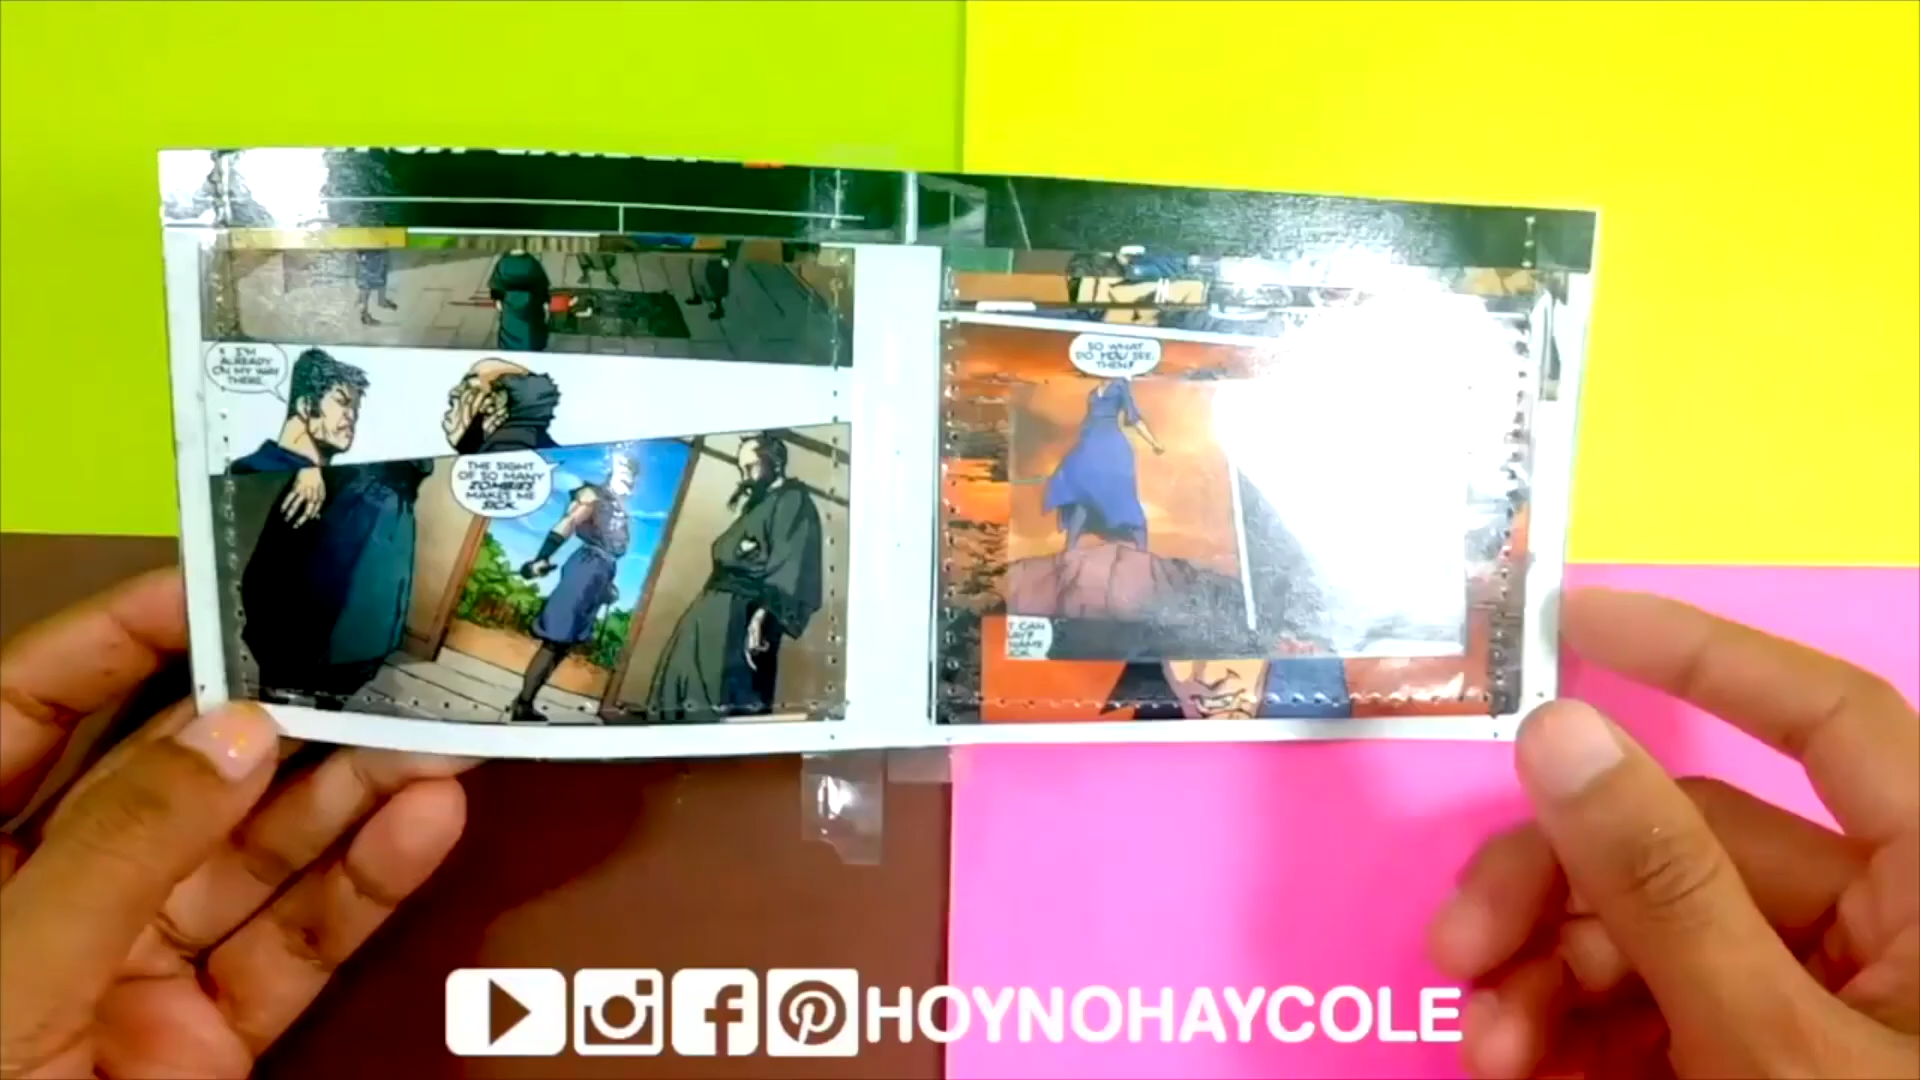 I'M
ALREADY
ON MY WAY
THERE.
THE SIGHT
OF SO MANY
ZOMBIES
MAKES ME
SICK.
SO WHAT
DO YOU SEE,
THEN?
HOYNOHAYCOLE